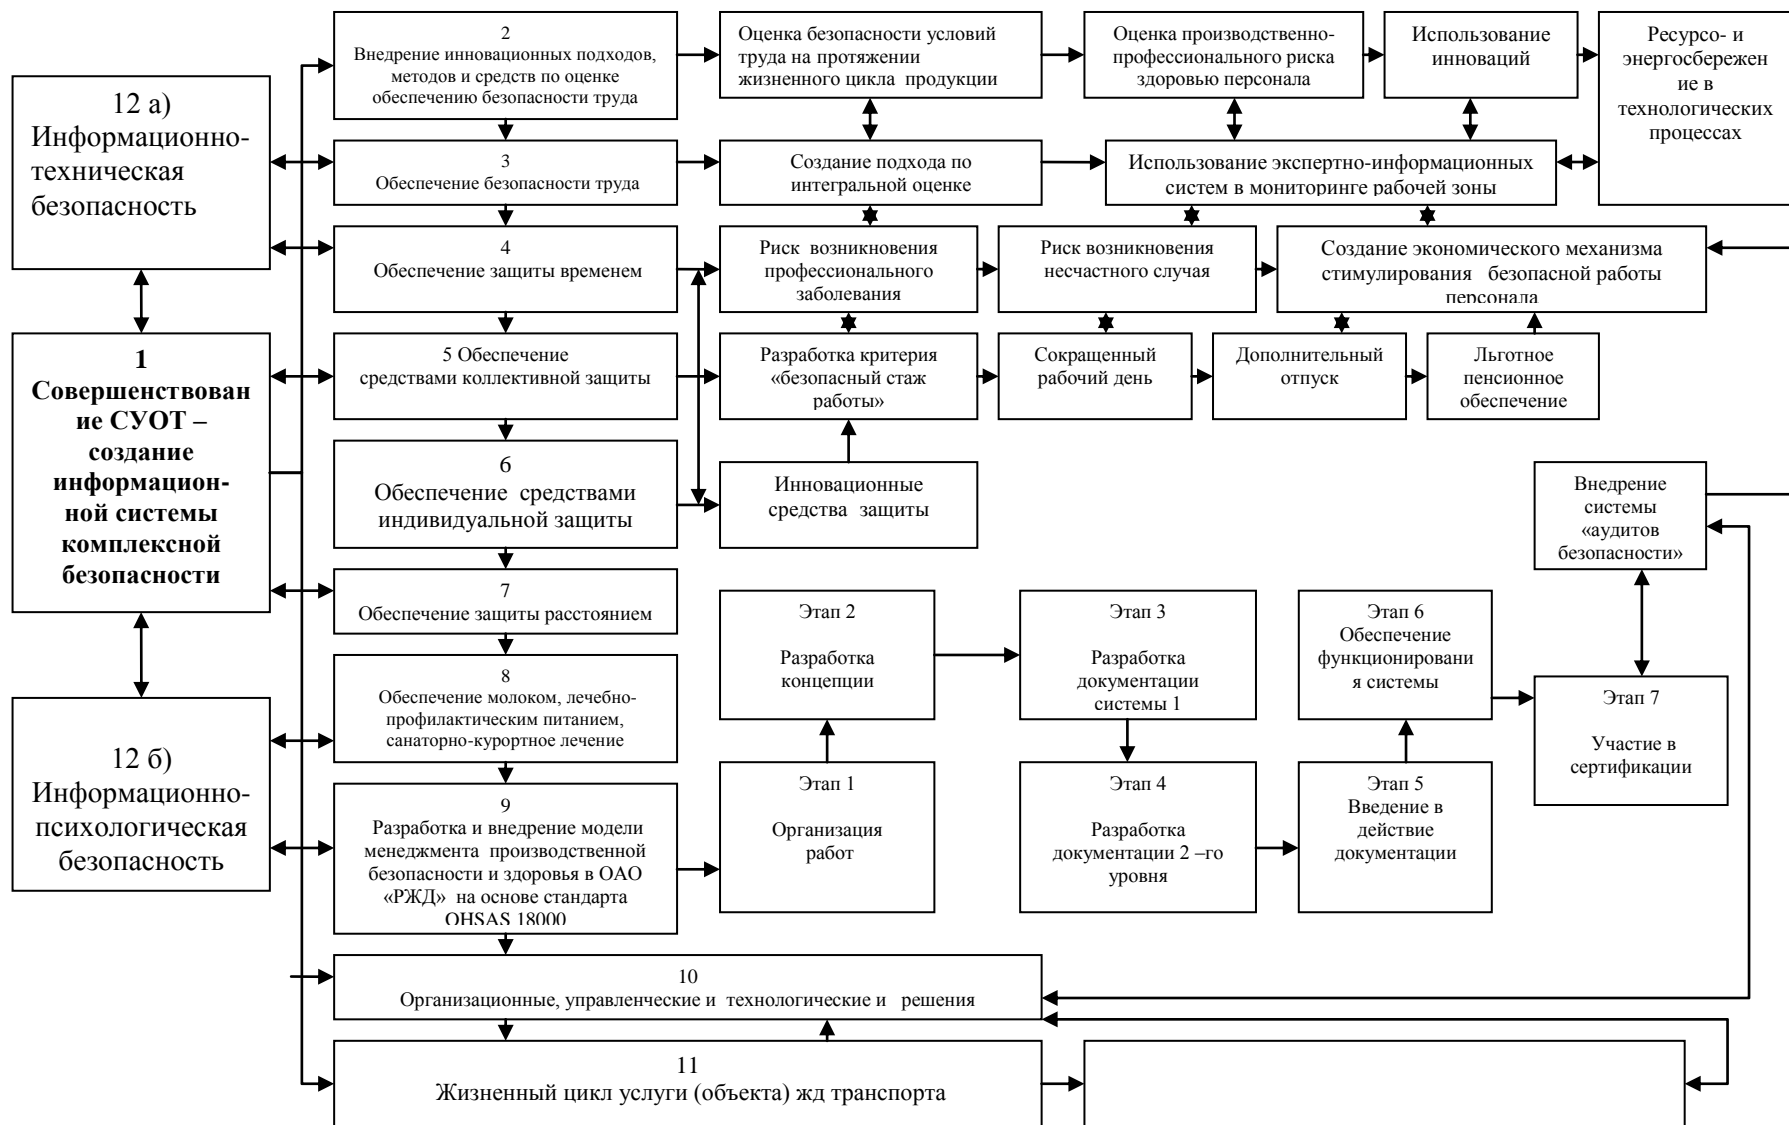 2
Внедрение инновационных подходов,
методов и средств по оценке
обеспечению безопасности труда
Оценка безопасности условий
труда на протяжении
жизненного цикла продукции
Оценка производственно-
профессионального риска
здоровью персонала
Использование
инноваций
Ресурсо- и
энергосбережен
ие в
технологических
процессах
12 а)
Информационно-
техническая
безопасность
3
Обеспечение безопасности труда
Создание подхода по
интегральной оценке
Использование экспертно-информационных
систем в мониторинге рабочей зоны
4
Обеспечение защиты временем
Риск возникновения
профессионального
заболевания
Риск возникновения
несчастного случая
Создание экономического механизма
стимулирования безопасной работы
персонала
1
Совершенствован
ие СУОТ –
создание
информацион-
ной системы
комплексной
безопасности
5 Обеспечение
средствами коллективной защиты
Разработка критерия
«безопасный стаж
работы»
Сокращенный
рабочий день
Дополнительный
отпуск
Льготное
пенсионное
обеспечение
6
Обеспечение средствами
индивидуальной защиты
Инновационные
средства защиты
Внедрение
системы
«аудитов
безопасности»
7
Обеспечение защиты расстоянием
Этап 2
Разработка
концепции
Этап 3
Разработка
документации
системы 1
Этап 6
Обеспечение
функционировани
я системы
8
Обеспечение молоком, лечебно-
профилактическим питанием,
санаторно-курортное лечение
Этап 7
Участие в
сертификации
12 б)
Информационно-
психологическая
безопасность
9
Разработка и внедрение модели
менеджмента производственной
безопасности и здоровья в ОАО
«РЖД» на основе стандарта
OHSAS 18000
Этап 1
Организация
работ
Этап 4
Разработка
документации 2 –го
уровня
Этап 5
Введение в
действие
документации
10
Организационные, управленческие и технологические и решения
11
Жизненный цикл услуги (объекта) жд транспорта